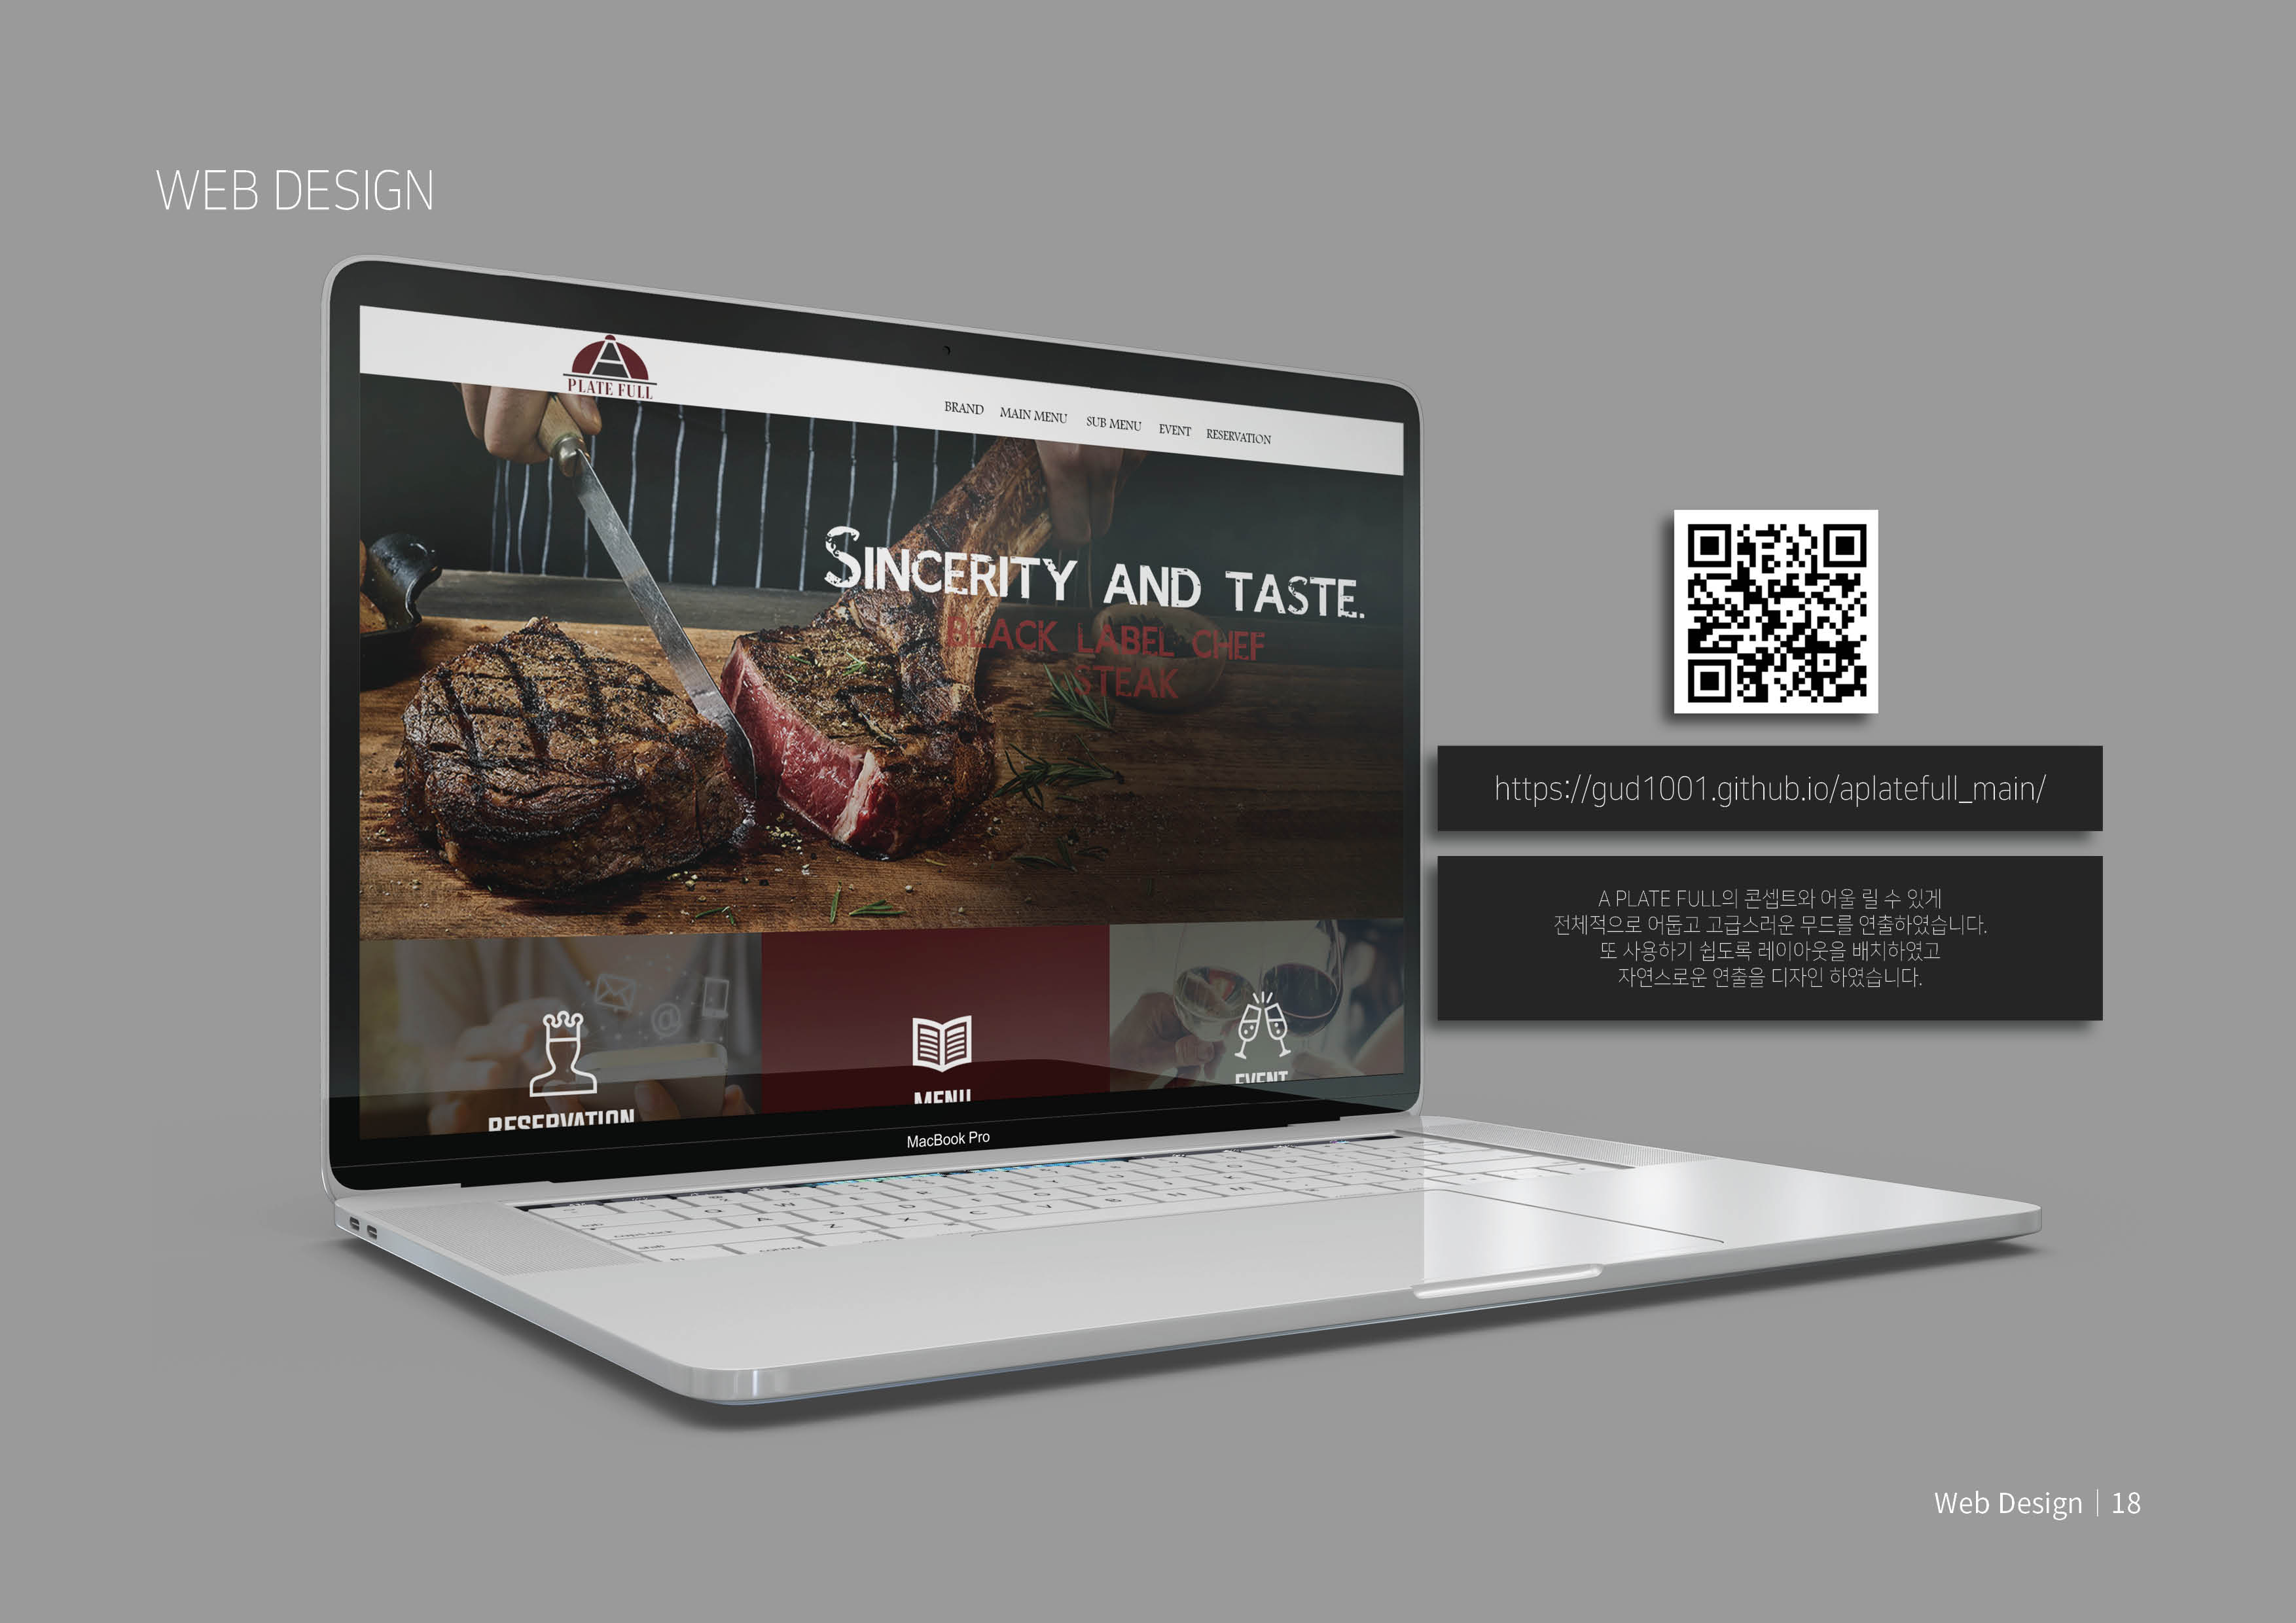 WEB DESIGN
A
PLATE FULL
BRAND MAIN MENU SUB MENU EVENT RESERVATION
SINCERITY AND TASTE.
BLACK LABEL CHEF
STEAK
RESERVATION
MENU
EVENT
MacBook Pro
https://gud1001.github.io/aplatefull_main/
A PLATE FULL의 콘셉트와 어울 릴 수 있게
전체적으로 어둡고 고급스러운 무드를 연출하였습니다.
또 사용하기 쉽도록 레이아웃을 배치하였고
자연스로운 연출을 디자인 하였습니다.
Web Design | 18